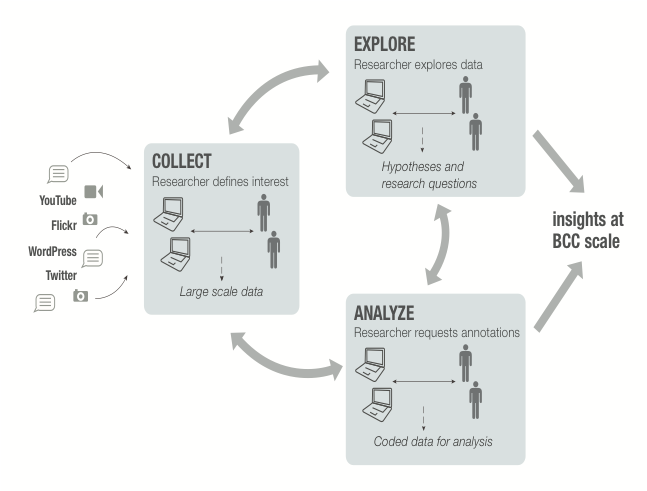 YouTube
Flickr
WordPress
Twitter
COLLECT
Researcher defines interest
Large scale data
EXPLORE
Researcher explores data
Hypotheses and
research questions
ANALYZE
Researcher requests annotations
Coded data for analysis
insights at
BCC scale